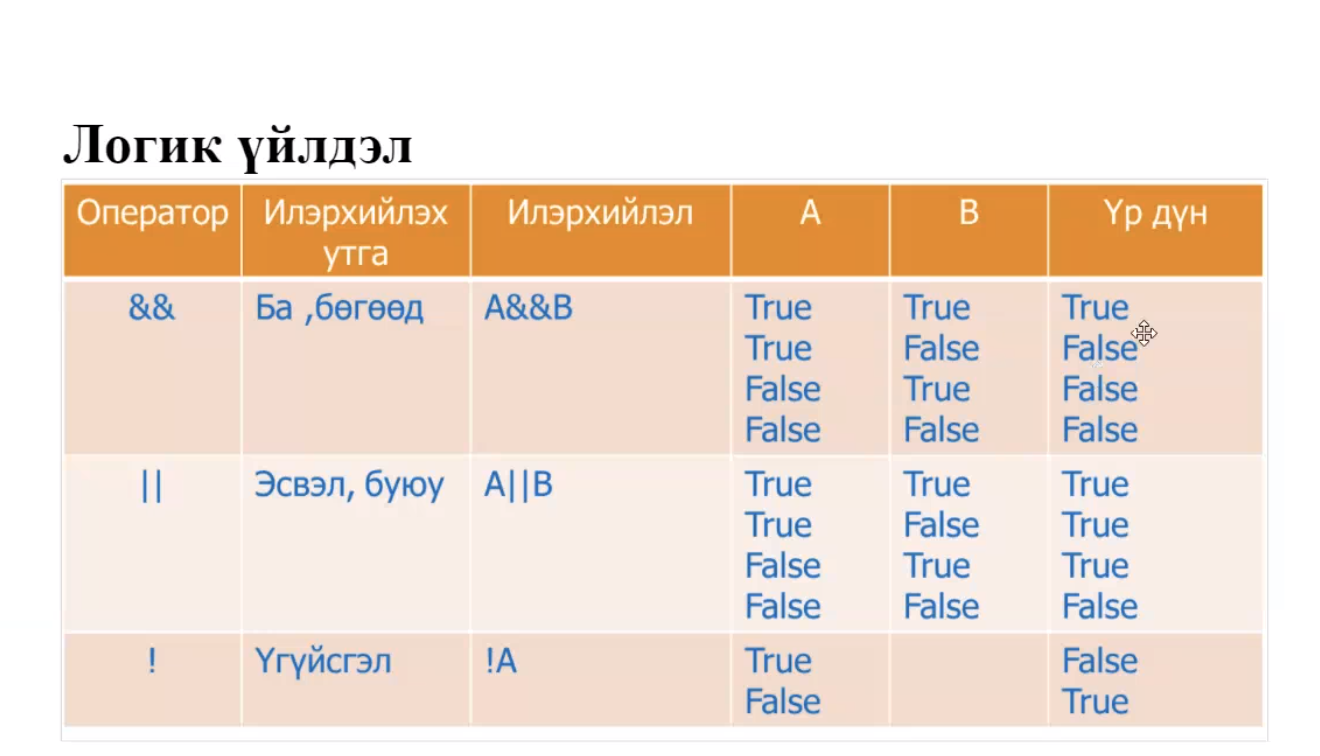 Логик үйлдэл
Оператор Илэрхийлэх утга Илэрхийлэл A B Үр дүн
&& Ба ,бөгөөд A&&B True True True
True False False
False True False
False False False
|| Эсвэл, буюу A||B True True True
True False True
False True True
False False False
! Үгүйсгэл !A True False
False True